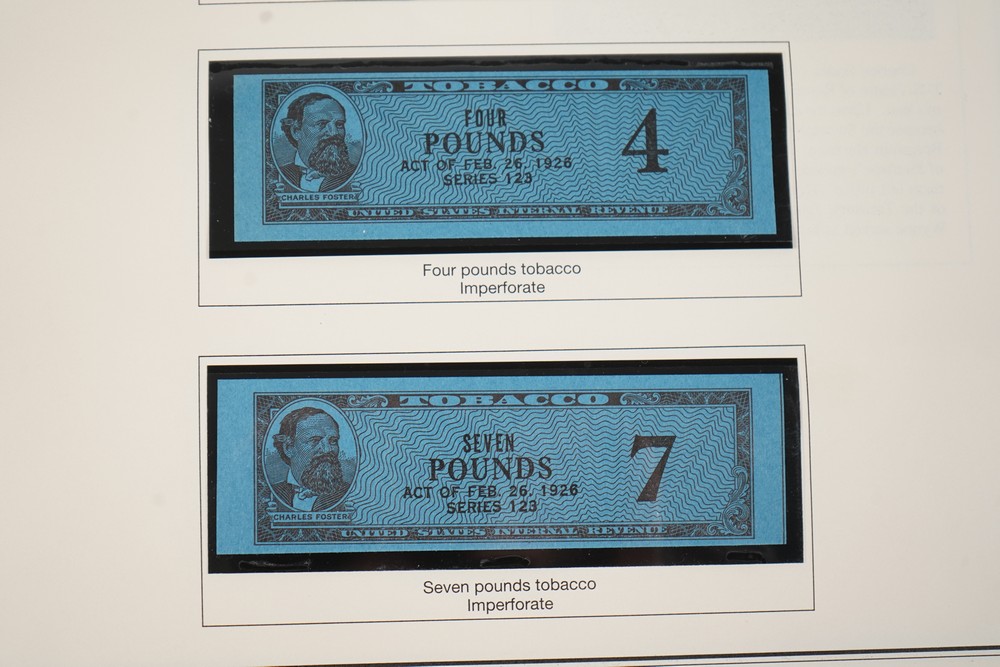 TOBACCO
FOUR
POUNDS
4
ACT OF FEB. 26, 1926
SERIES 123
CHARLES FOSTER
UNITED STATES INTERNAL REVENUE
Four pounds tobacco
Imperforate
TOBACCO
SEVEN
POUNDS
7
ACT OF FEB. 26, 1926
SERIES 123
CHARLES FOSTER
UNITED STATES INTERNAL REVENUE
Seven pounds tobacco
Imperforate